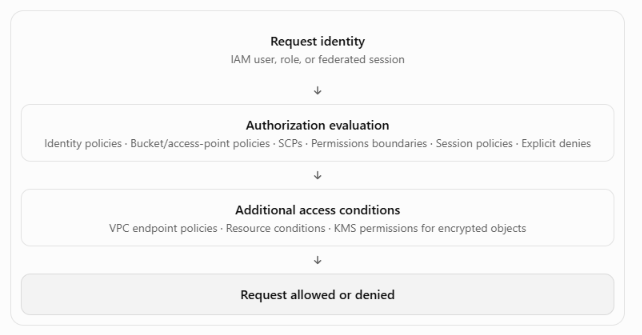 Request identity
IAM user, role, or federated session
↓
Authorization evaluation
Identity policies · Bucket/access-point policies · SCPs · Permissions boundaries · Session policies · Explicit denies
↓
Additional access conditions
VPC endpoint policies · Resource conditions · KMS permissions for encrypted objects
↓
Request allowed or denied